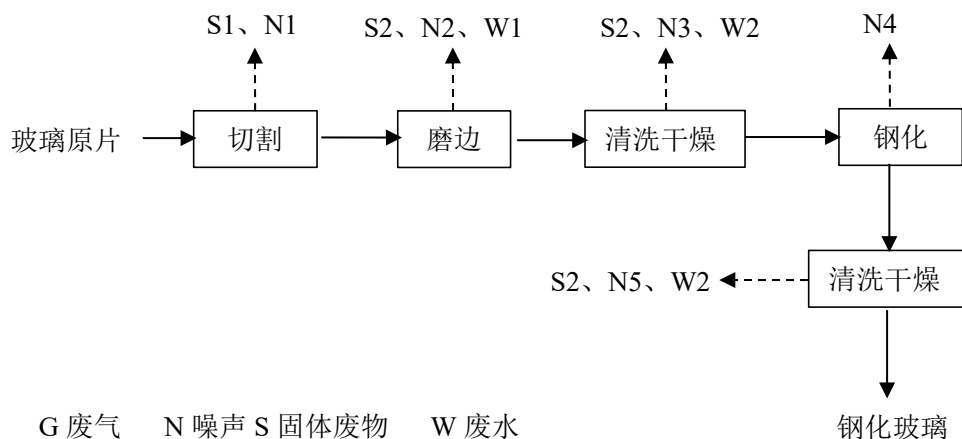 S1、N1
S2、N2、W1
S2、N3、W2
N4
玻璃原片
切割
磨边
清洗干燥
钢化
S2、N5、W2
清洗干燥
G 废气 N 噪声 S 固体废物 W 废水
钢化玻璃